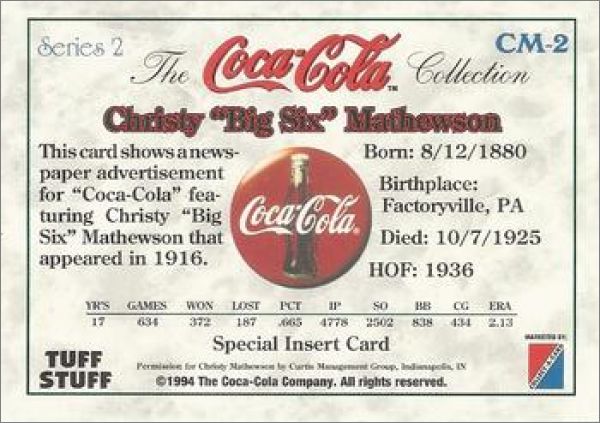 Series 2
CM-2
The Coca-Cola TM Collection
Christy "Big Six" Mathewson
This card shows a news-
paper advertisement
for "Coca-Cola" fea-
turing Christy "Big
Six" Mathewson that
appeared in 1916.
Coca-Cola®
Born: 8/12/1880
Birthplace:
Factoryville, PA
Died: 10/7/1925
HOF: 1936
YR'S GAMES WON LOST PCT IP SO BB CG ERA
17 634 372 187 .665 4778 2502 838 434 2.13
Special Insert Card
TUFF
STUFF
Permission for Christy Mathewson by Curtis Management Group, Indianapolis, IN
©1994 The Coca-Cola Company. All rights reserved.
MARKETED BY: